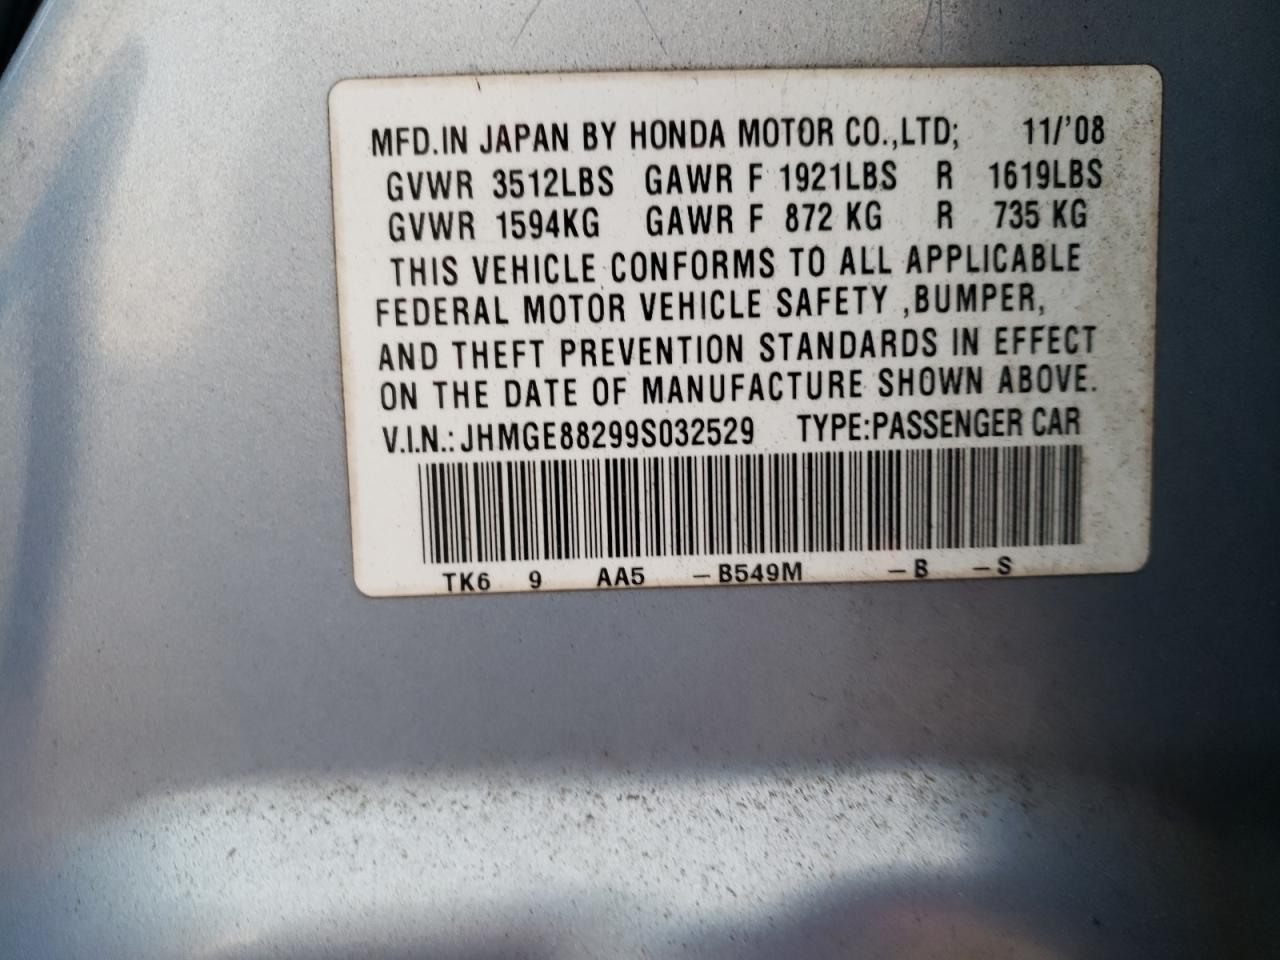 MFD.IN JAPAN BY HONDA MOTOR CO.,LTD; 11/'08
GVWR 3512LBS GAWR F 1921LBS R 1619LBS
GVWR 1594KG GAWR F 872 KG R 735 KG
THIS VEHICLE CONFORMS TO ALL APPLICABLE
FEDERAL MOTOR VEHICLE SAFETY ,BUMPER,
AND THEFT PREVENTION STANDARDS IN EFFECT
ON THE DATE OF MANUFACTURE SHOWN ABOVE.
V.I.N.: JHMGE88299S032529 TYPE:PASSENGER CAR
TK6 9 AA5 -B549M -B -S